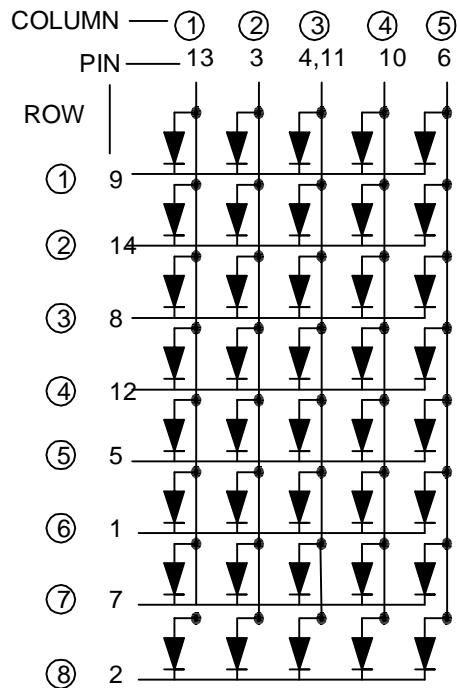 COLUMN ① ② ③ ④ ⑤
PIN 13 3 4,11 10 6
ROW
① 9
② 14
③ 8
④ 12
⑤ 5
⑥ 1
⑦ 7
⑧ 2